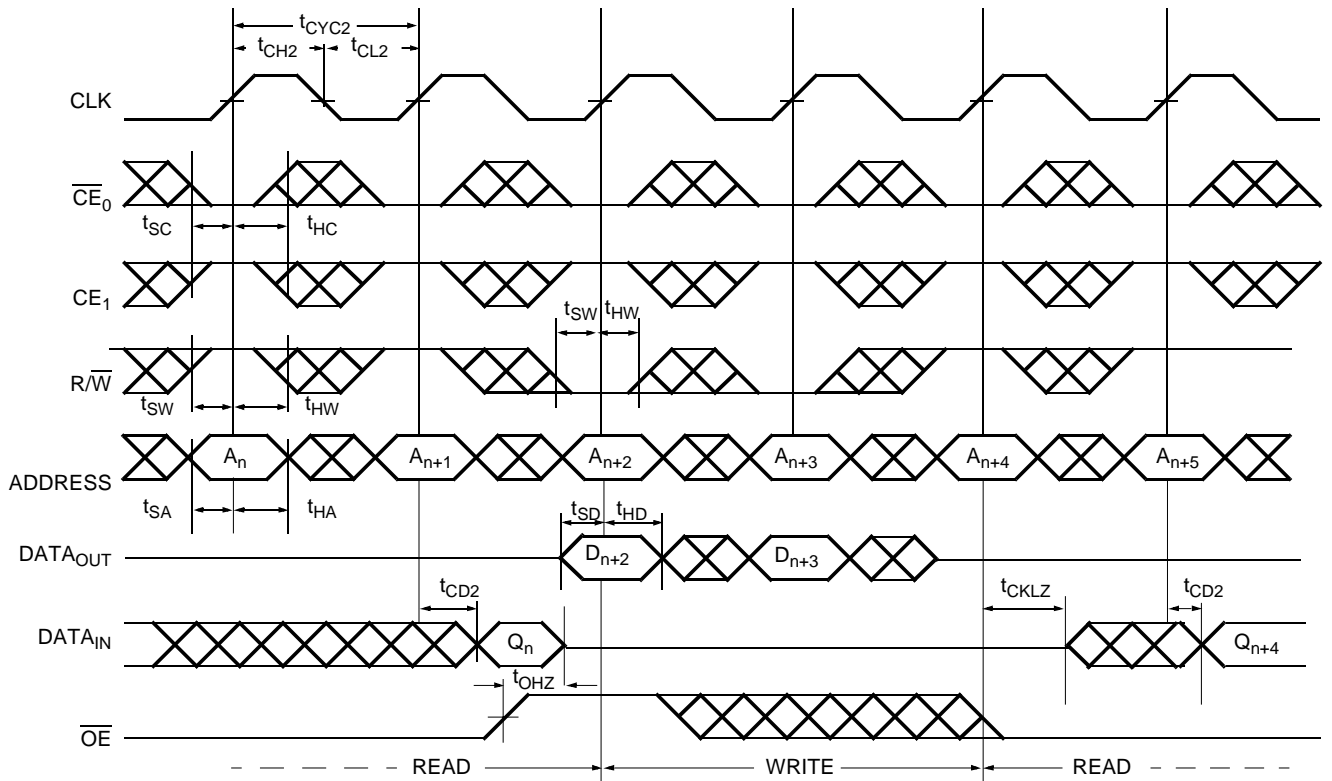 tCYC2
tCH2 tCL2
CLK
CE0
tSC tHC
CE1
tSW tHW
R/W
tSW tHW
ADDRESS An An+1 An+2 An+3 An+4 An+5
tSA tHA tSD tHD
DATAOUT Dn+2 Dn+3
tCD2 tCKLZ tCD2
DATAIN Qn Qn+4
tOHZ
OE
READ WRITE READ